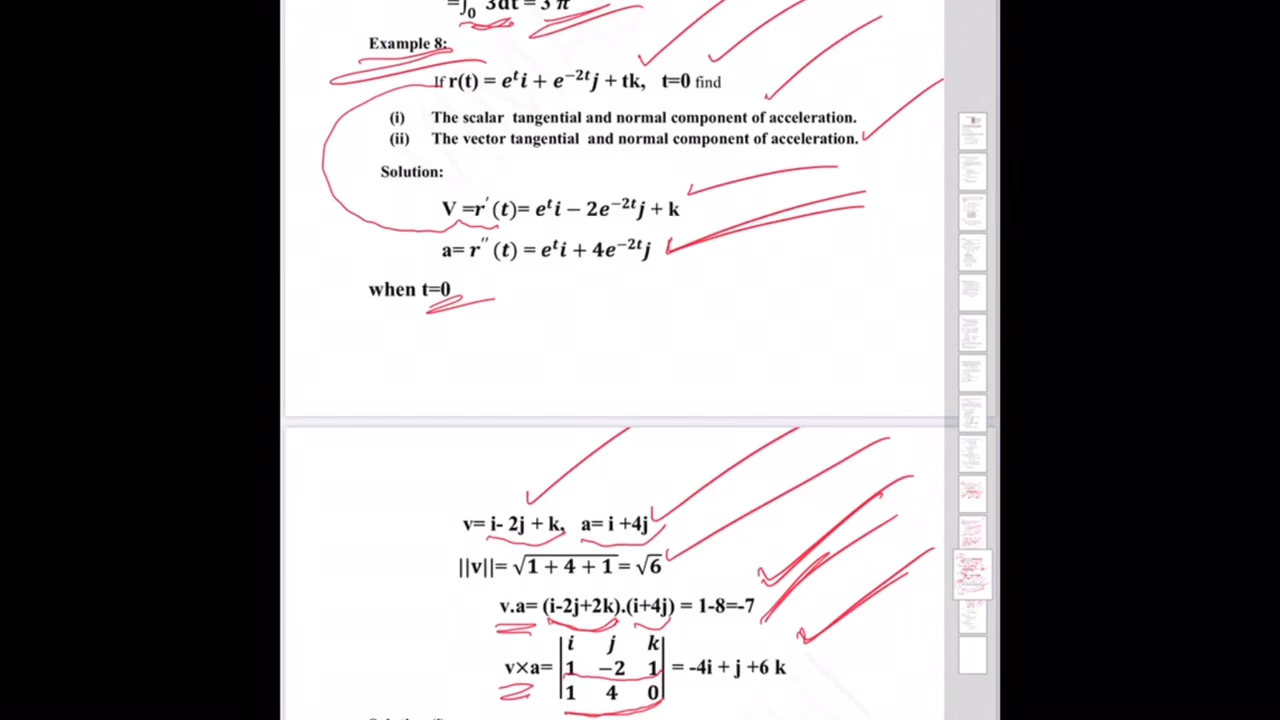 =∫₀ 3dt = 3 π
Example 8:
If r(t) = eᵗi + e⁻²ᵗj + tk, t=0 find
(i) The scalar tangential and normal component of acceleration.
(ii) The vector tangential and normal component of acceleration.
Solution:
V =r′(t)= eᵗi − 2e⁻²ᵗj + k
a= r″(t) = eᵗi + 4e⁻²ᵗj
when t=0
v= i- 2j + k, a= i +4j
||v||= √1 + 4 + 1= √6
v.a= (i-2j+2k).(i+4j) = 1-8=-7
v×a= |i j k|
|1 −2 1| = -4i + j +6 k
|1 4 0|